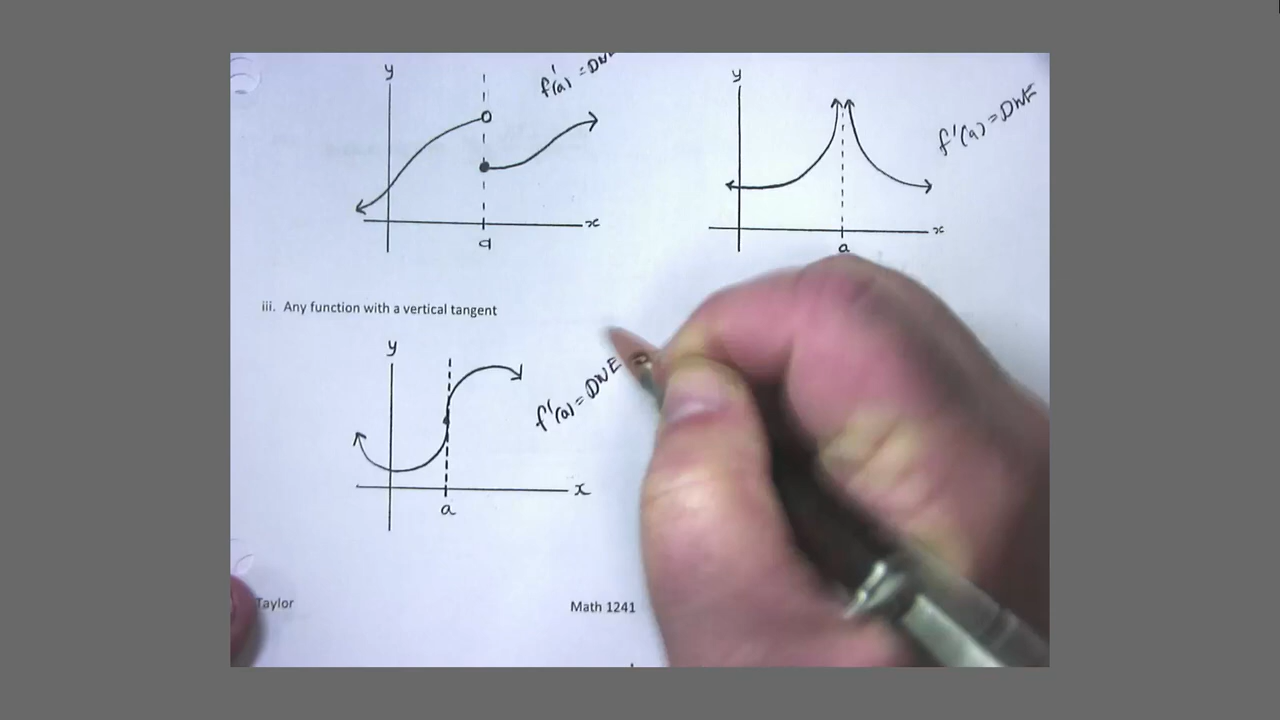 y
f'(a) = DNE
x
a
y
f'(a) = DNE
x
a
iii. Any function with a vertical tangent
y
f'(a) = DNE
x
a
Taylor
Math 1241